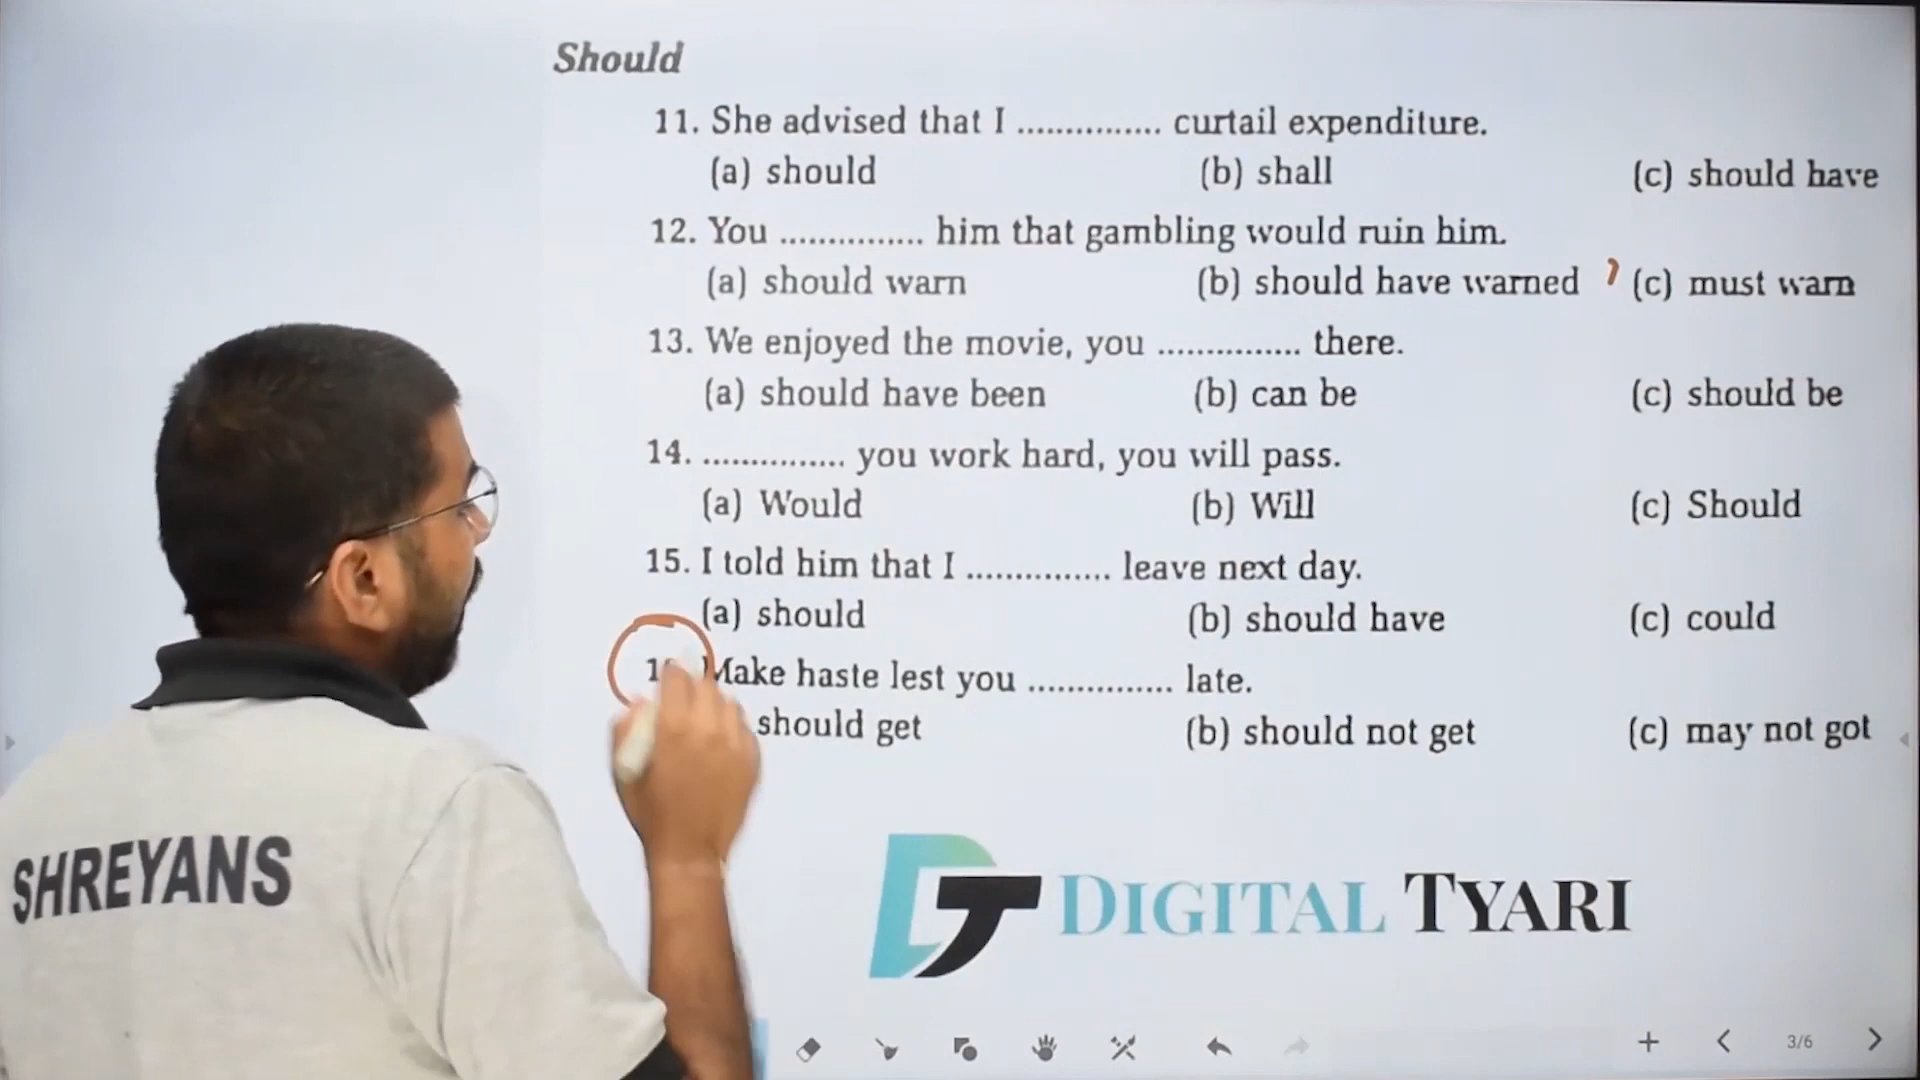 Should
11. She advised that I ............... curtail expenditure.
(a) should (b) shall (c) should have
12. You ............... him that gambling would ruin him.
(a) should warn (b) should have warned (c) must warn
13. We enjoyed the movie, you ............... there.
(a) should have been (b) can be (c) should be
14. ............... you work hard, you will pass.
(a) Would (b) Will (c) Should
15. I told him that I ............... leave next day.
(a) should (b) should have (c) could
Make haste lest you ............... late.
should get (b) should not get (c) may not got
SHREYANS
DT DIGITAL TYARI
3/6